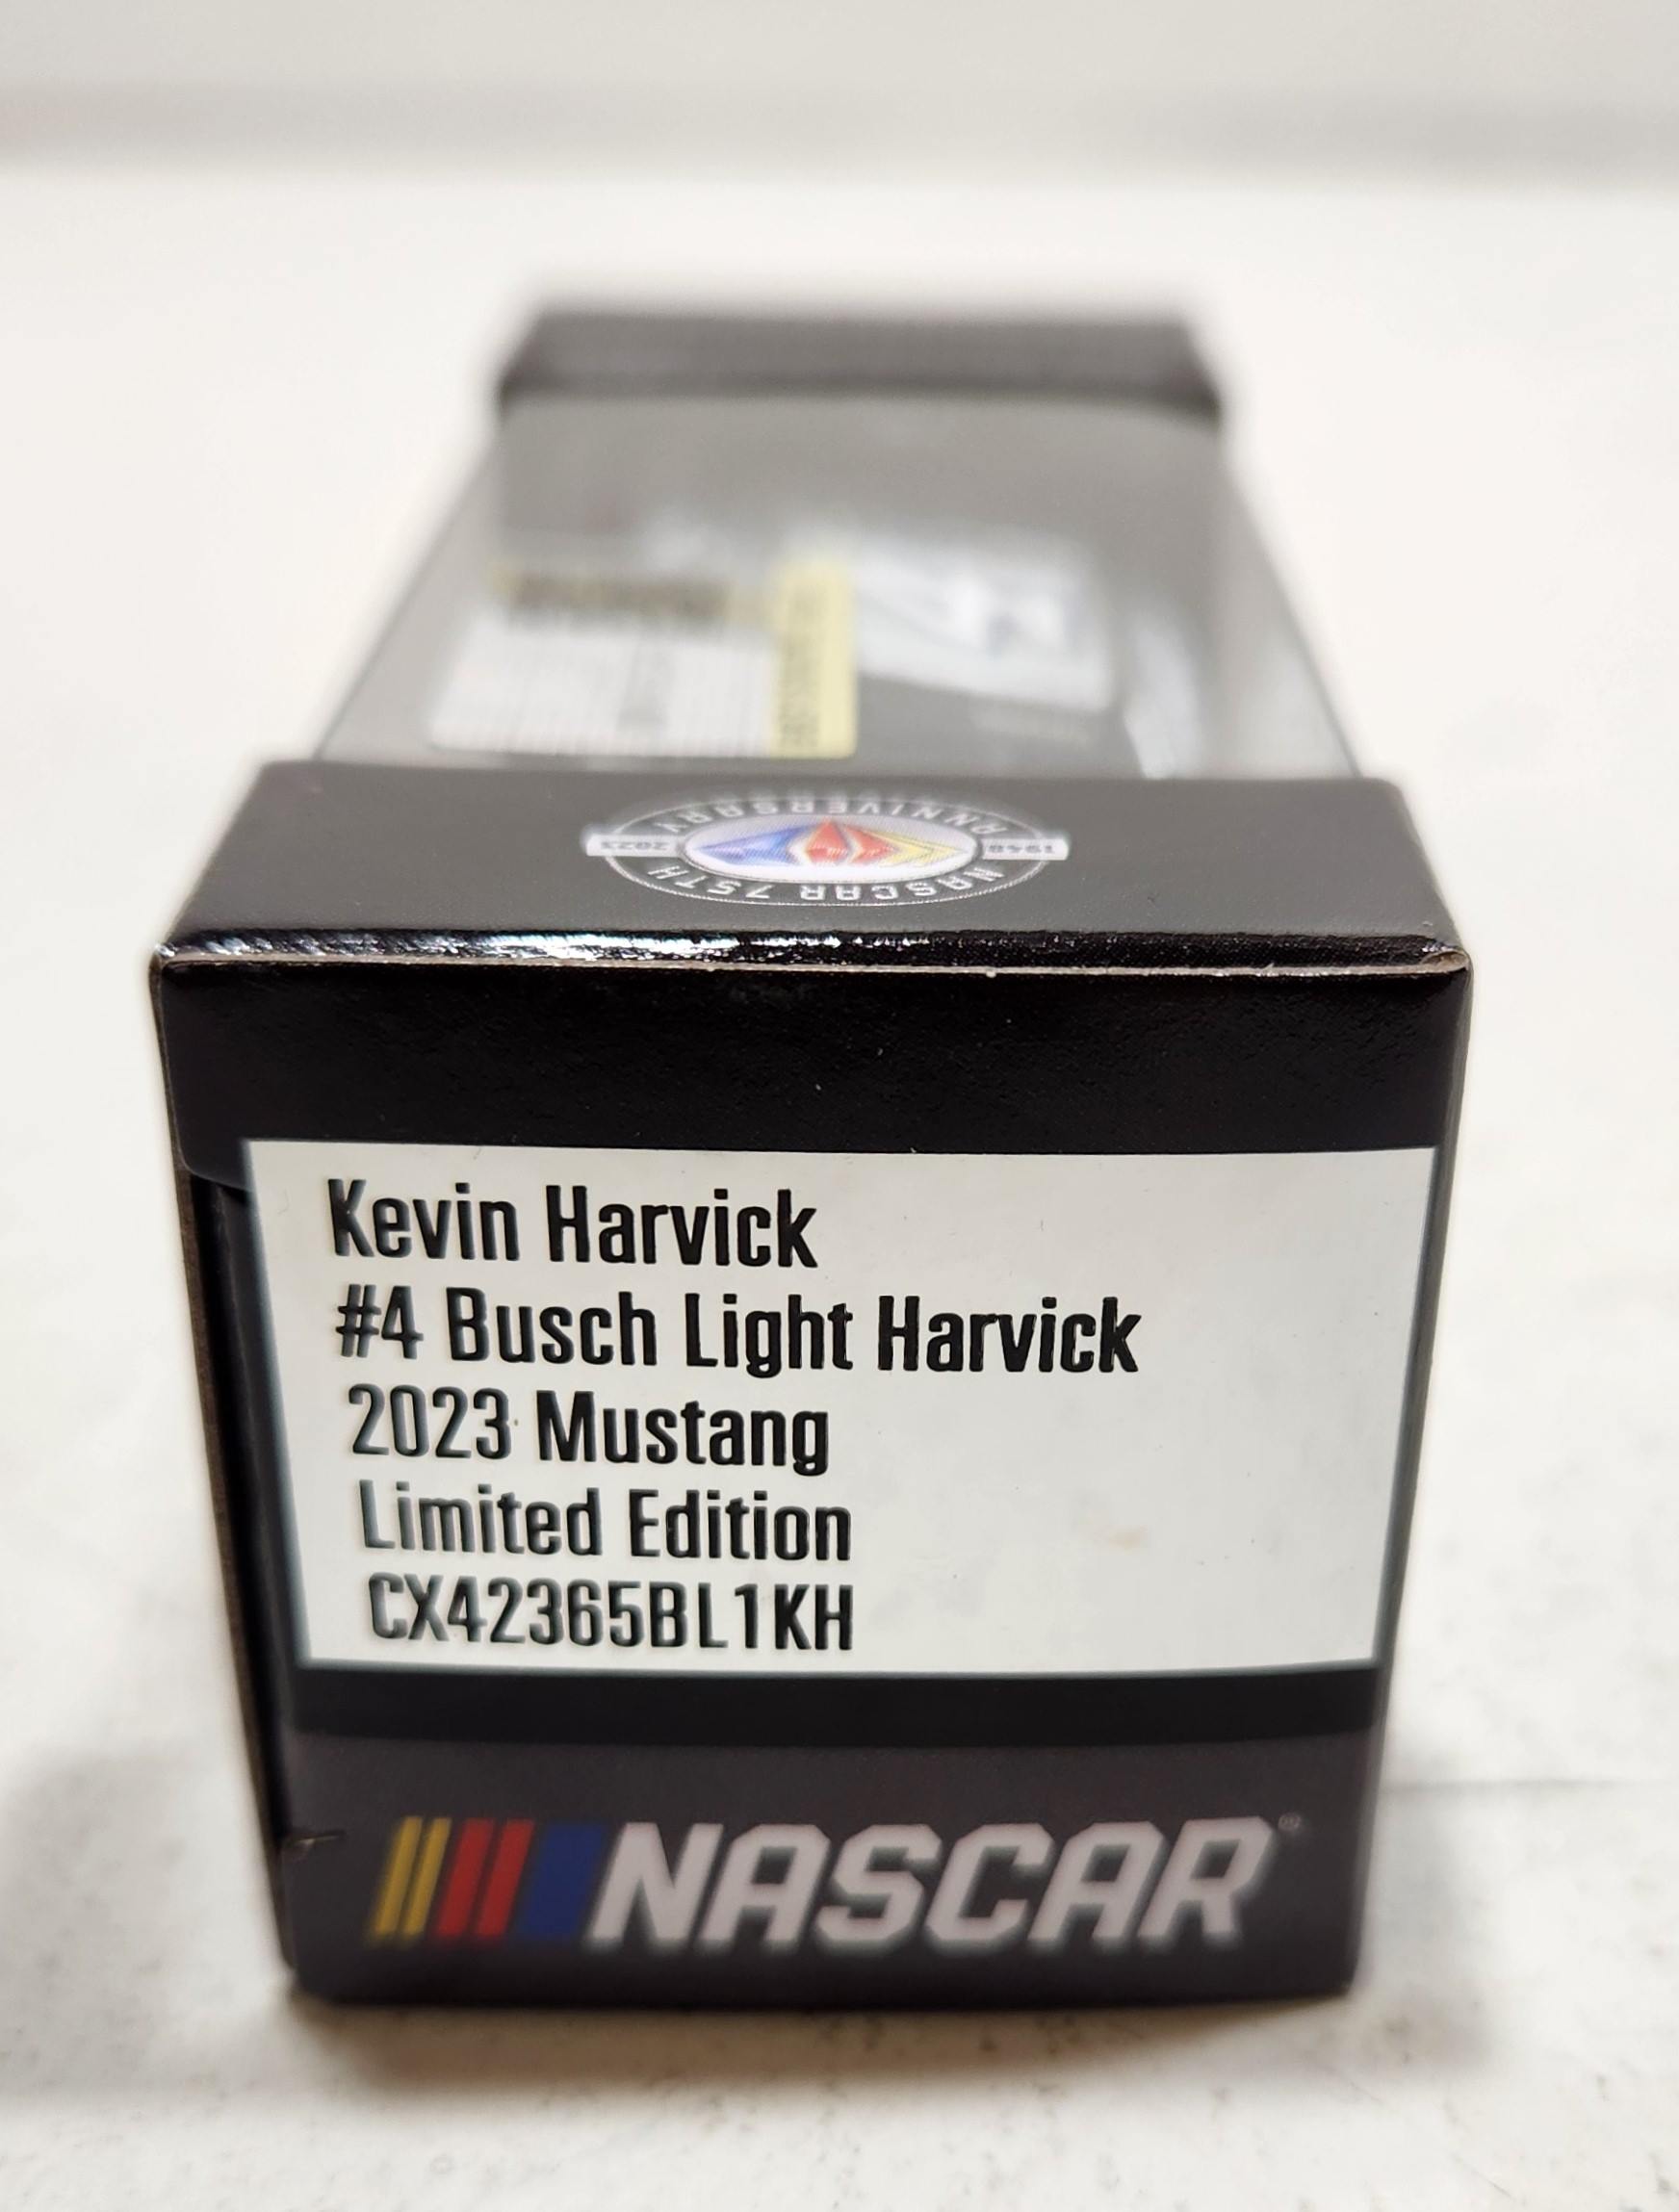 NASCAR 75TH
1948 2023
ANNIVERSARY
Kevin Harvick
#4 Busch Light Harvick
2023 Mustang
Limited Edition
CX42365BL1KH
NASCAR